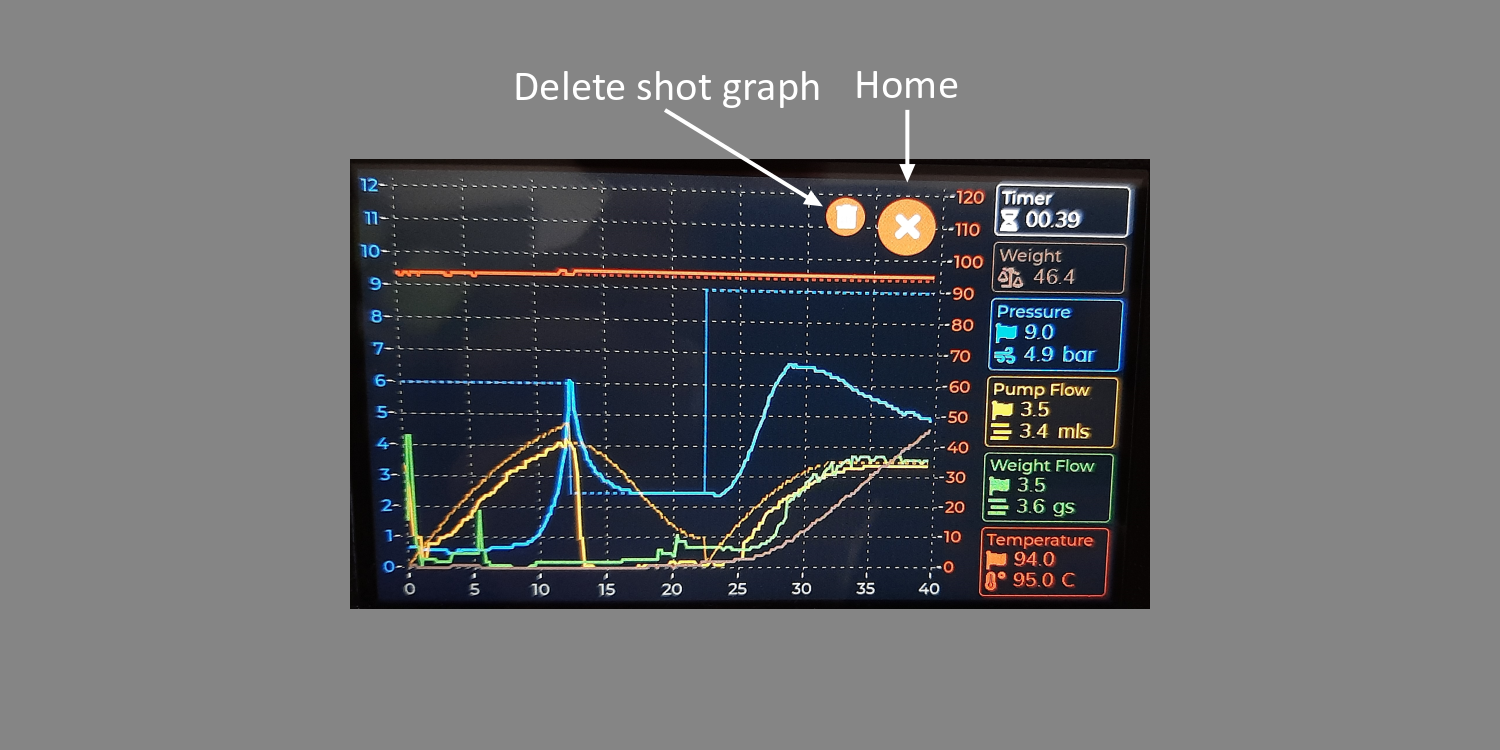 Delete shot graph Home
12
11
10
9
8
7
6
5
4
3
2
1
0
120
110
100
90
80
70
60
50
40
30
20
10
0
0 5 10 15 20 25 30 35 40
Timer
00.39
Weight
46.4
Pressure
9.0
4.9 bar
Pump Flow
3.5
3.4 mls
Weight Flow
3.5
3.6 gs
Temperature
94.0
95.0 C